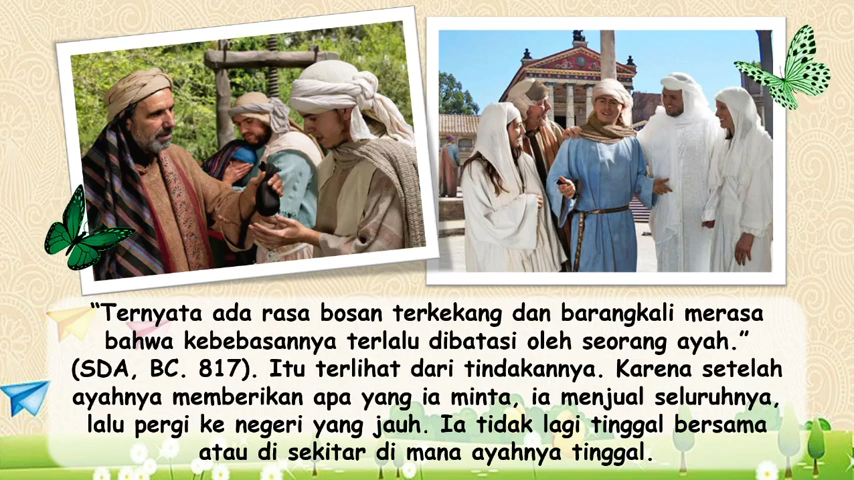 “Ternyata ada rasa bosan terkekang dan barangkali merasa
bahwa kebebasannya terlalu dibatasi oleh seorang ayah.”
(SDA, BC. 817). Itu terlihat dari tindakannya. Karena setelah
ayahnya memberikan apa yang ia minta, ia menjual seluruhnya,
lalu pergi ke negeri yang jauh. Ia tidak lagi tinggal bersama
atau di sekitar di mana ayahnya tinggal.